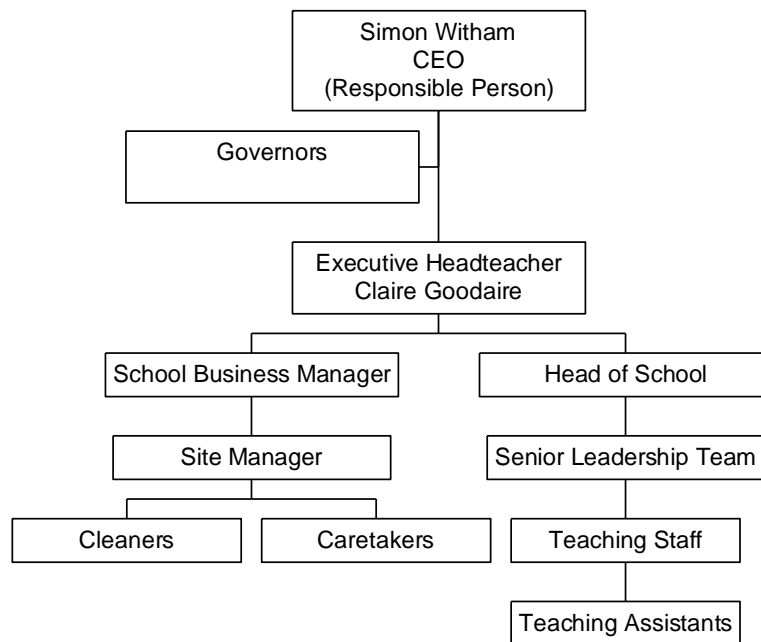 Simon Witham
CEO
(Responsible Person)
Governors
Executive Headteacher
Claire Goodaire
School Business Manager
Head of School
Site Manager
Senior Leadership Team
Cleaners
Caretakers
Teaching Staff
Teaching Assistants